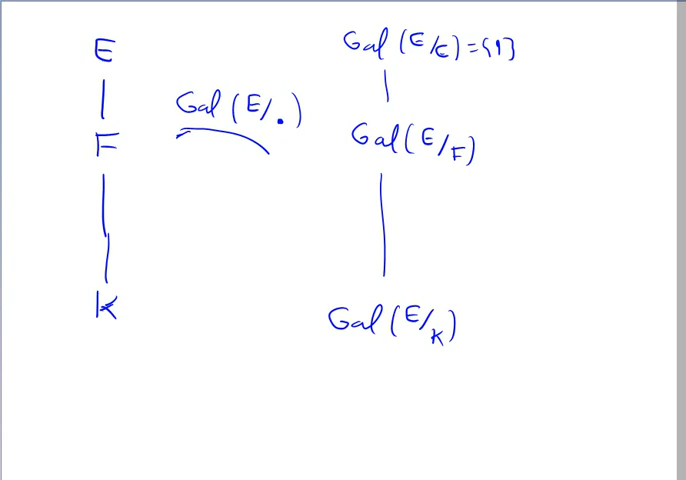 E
Gal (E/E) = {1}
Gal (E/.)
F
Gal (E/F)
K
Gal (E/K)